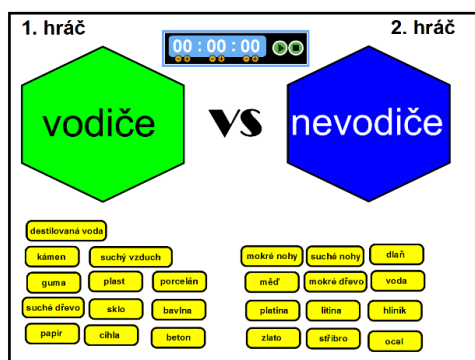 1. hráč
2. hráč
00 : 00 : 00
vodiče
VS
nevodiče
destilovaná voda
kámen
suchý vzduch
guma
plast
porcelán
suché dřevo
sklo
bavlna
papír
cihla
beton
mokré nohy
suché nohy
dlaň
měď
mokré dřevo
voda
platina
litina
hliník
zlato
stříbro
ocel